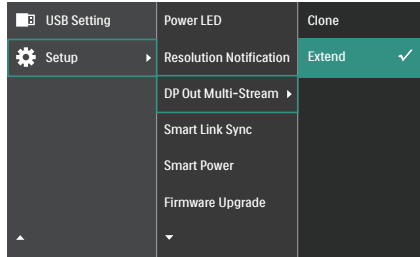 USB Setting
Setup
Power LED
Resolution Notification
DP Out Multi-Stream
Smart Link Sync
Smart Power
Firmware Upgrade
Clone
Extend